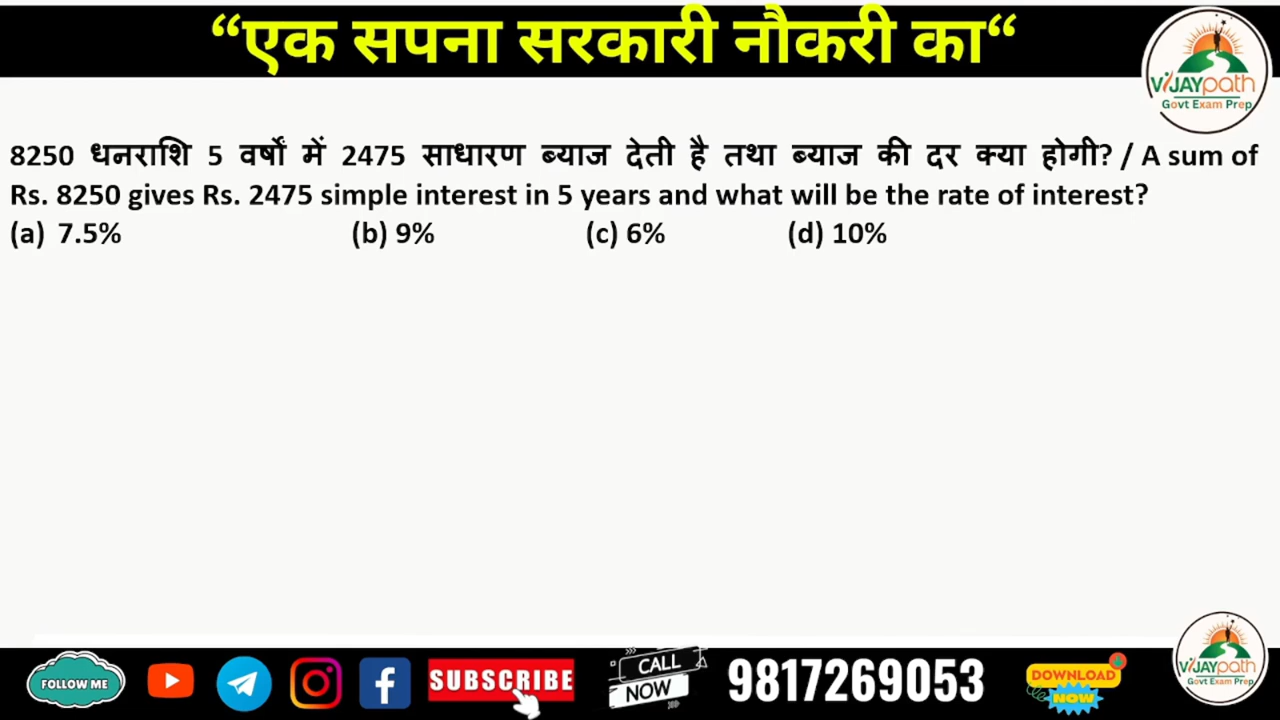 “एक सपना सरकारी नौकरी का“
VIJAYpath
Govt Exam Prep
8250 धनराशि 5 वर्षों में 2475 साधारण ब्याज देती है तथा ब्याज की दर क्या होगी? / A sum of
Rs. 8250 gives Rs. 2475 simple interest in 5 years and what will be the rate of interest?
(a) 7.5% (b) 9% (c) 6% (d) 10%
FOLLOW ME
SUBSCRIBE
CALL
NOW
9817269053
DOWNLOAD
NOW
VIJAYpath
Govt Exam Prep